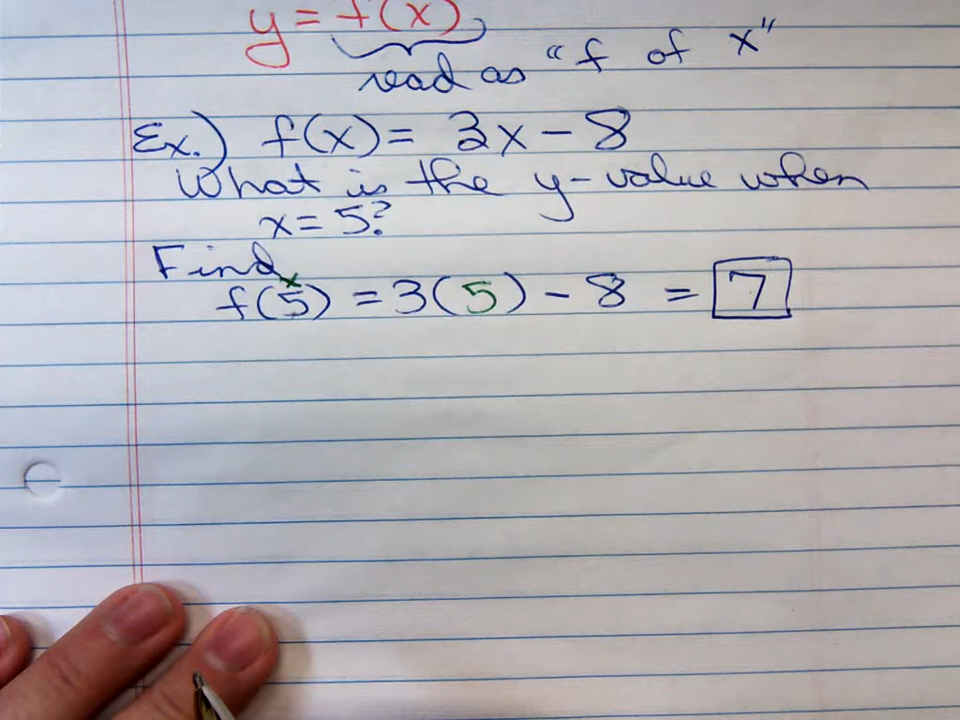 y = f(x)
read as "f of x"
Ex.) f(x) = 3x - 8
What is the y-value when
x = 5?
Find
x
f(5) = 3(5) - 8 = 7